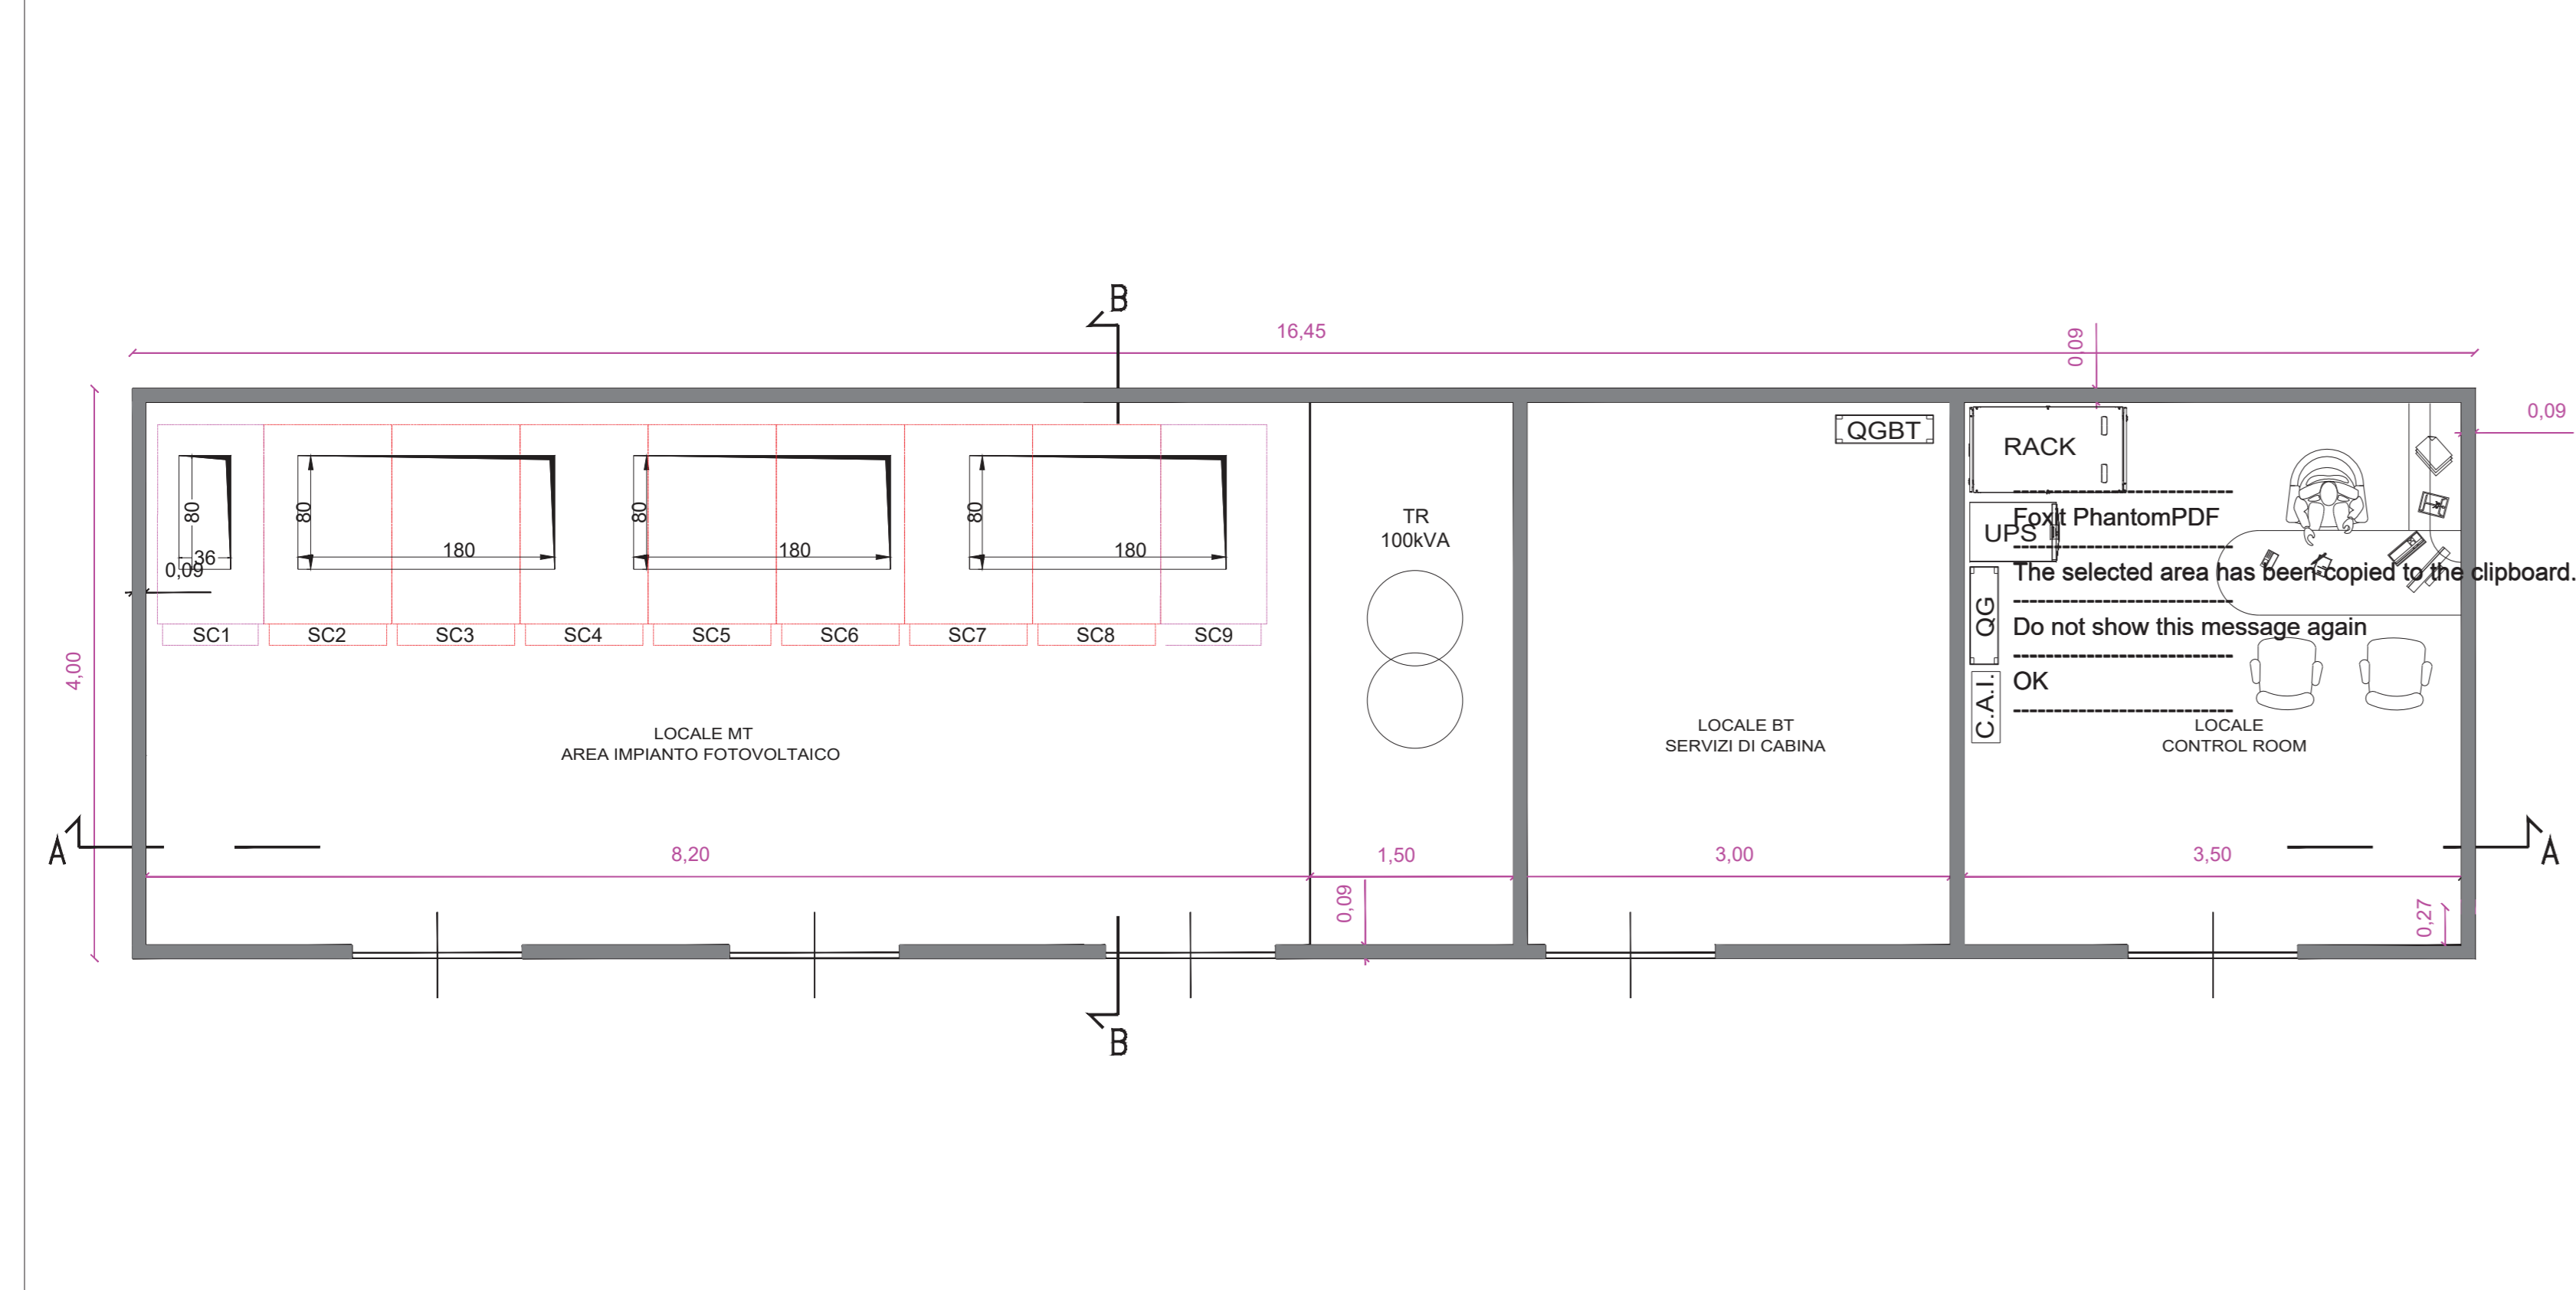 B
16,45
0,09
0,09
QGBT
RACK
80
80
80
80
36
180
180
180
0,09
TR
100kVA
UPS
Foxit PhantomPDF
The selected area has been copied to the clipboard.
QG
Do not show this message again
C.A.I.
OK
SC1
SC2
SC3
SC4
SC5
SC6
SC7
SC8
SC9
4,00
LOCALE MT
AREA IMPIANTO FOTOVOLTAICO
LOCALE BT
SERVIZI DI CABINA
LOCALE
CONTROL ROOM
A
8,20
1,50
3,00
3,50
A
0,09
0,27
B